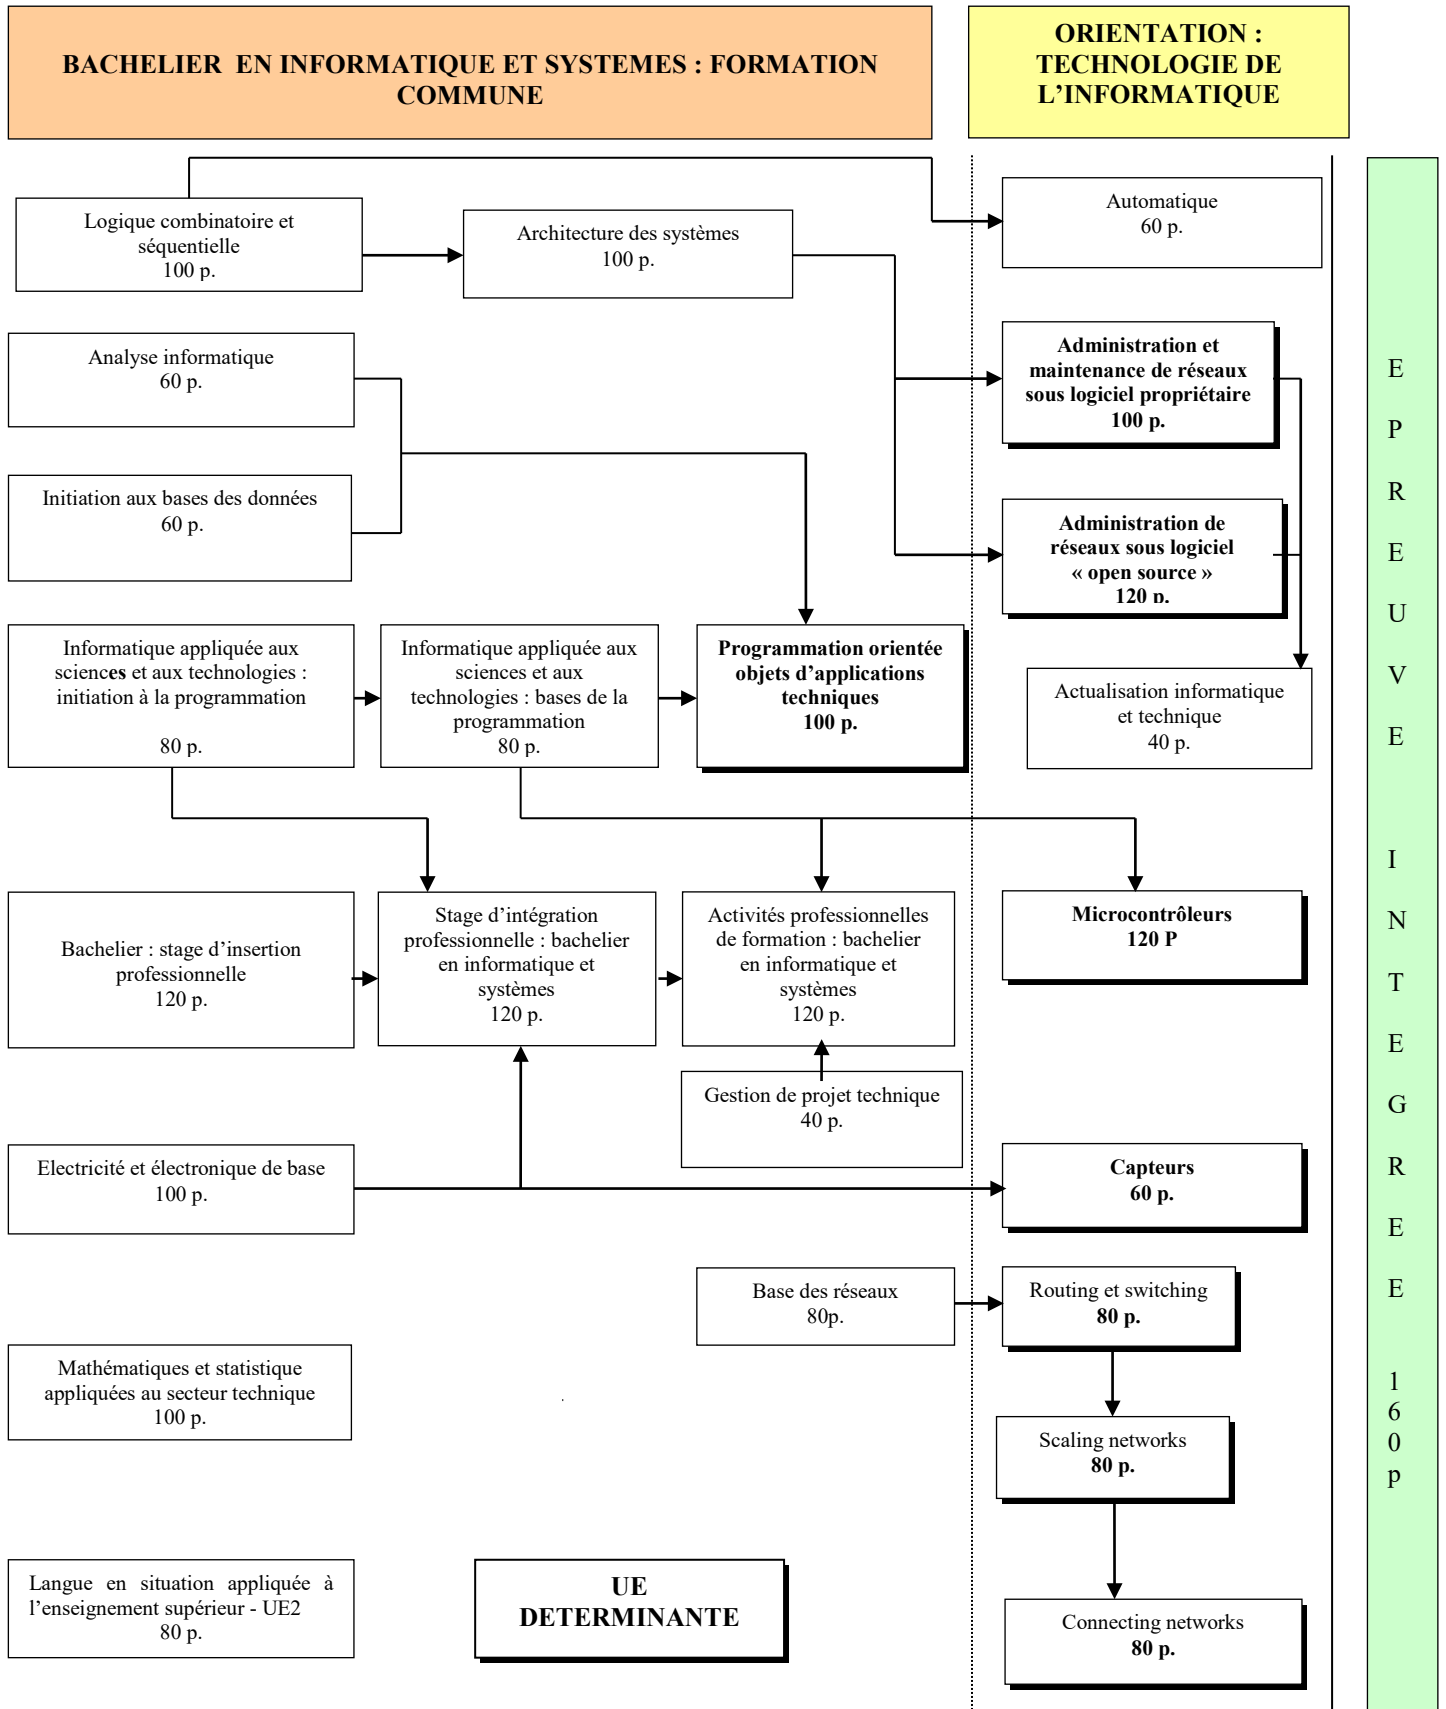 BACHELIER EN INFORMATIQUE ET SYSTEMES : FORMATION
COMMUNE
ORIENTATION :
TECHNOLOGIE DE
L’INFORMATIQUE
Logique combinatoire et
séquentielle
100 p.
Architecture des systèmes
100 p.
Automatique
60 p.
Analyse informatique
60 p.
Administration et
maintenance de réseaux
sous logiciel propriétaire
100 p.
Initiation aux bases des données
60 p.
Administration de
réseaux sous logiciel
« open source »
120 p.
Informatique appliquée aux
sciences et aux technologies :
initiation à la programmation
80 p.
Informatique appliquée aux
sciences et aux
technologies : bases de la
programmation
80 p.
Programmation orientée
objets d’applications
techniques
100 p.
Actualisation informatique
et technique
40 p.
Bachelier : stage d’insertion
professionnelle
120 p.
Stage d’intégration
professionnelle : bachelier
en informatique et
systèmes
120 p.
Activités professionnelles
de formation : bachelier
en informatique et
systèmes
120 p.
Microcontrôleurs
120 P
Gestion de projet technique
40 p.
Electricité et électronique de base
100 p.
Capteurs
60 p.
Base des réseaux
80p.
Routing et switching
80 p.
Mathématiques et statistique
appliquées au secteur technique
100 p.
Scaling networks
80 p.
Langue en situation appliquée à
l’enseignement supérieur - UE2
80 p.
UE
DETERMINANTE
Connecting networks
80 p.
E
P
R
E
U
V
E
I
N
T
E
G
R
E
E
1
6
0
p